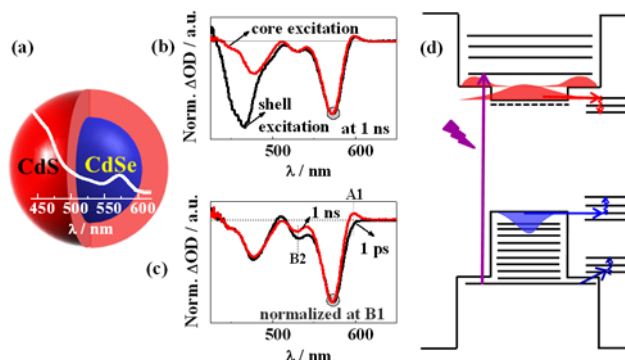 (a)
CdS
CdSe
450 500 550 600
λ / nm
(b)
Norm. ΔOD / a.u.
core excitation
shell
excitation
at 1 ns
500 600
λ / nm
(c)
Norm. ΔOD / a.u.
A1
1 ns
B2
1 ps
normalized at B1
500 600
λ / nm
(d)